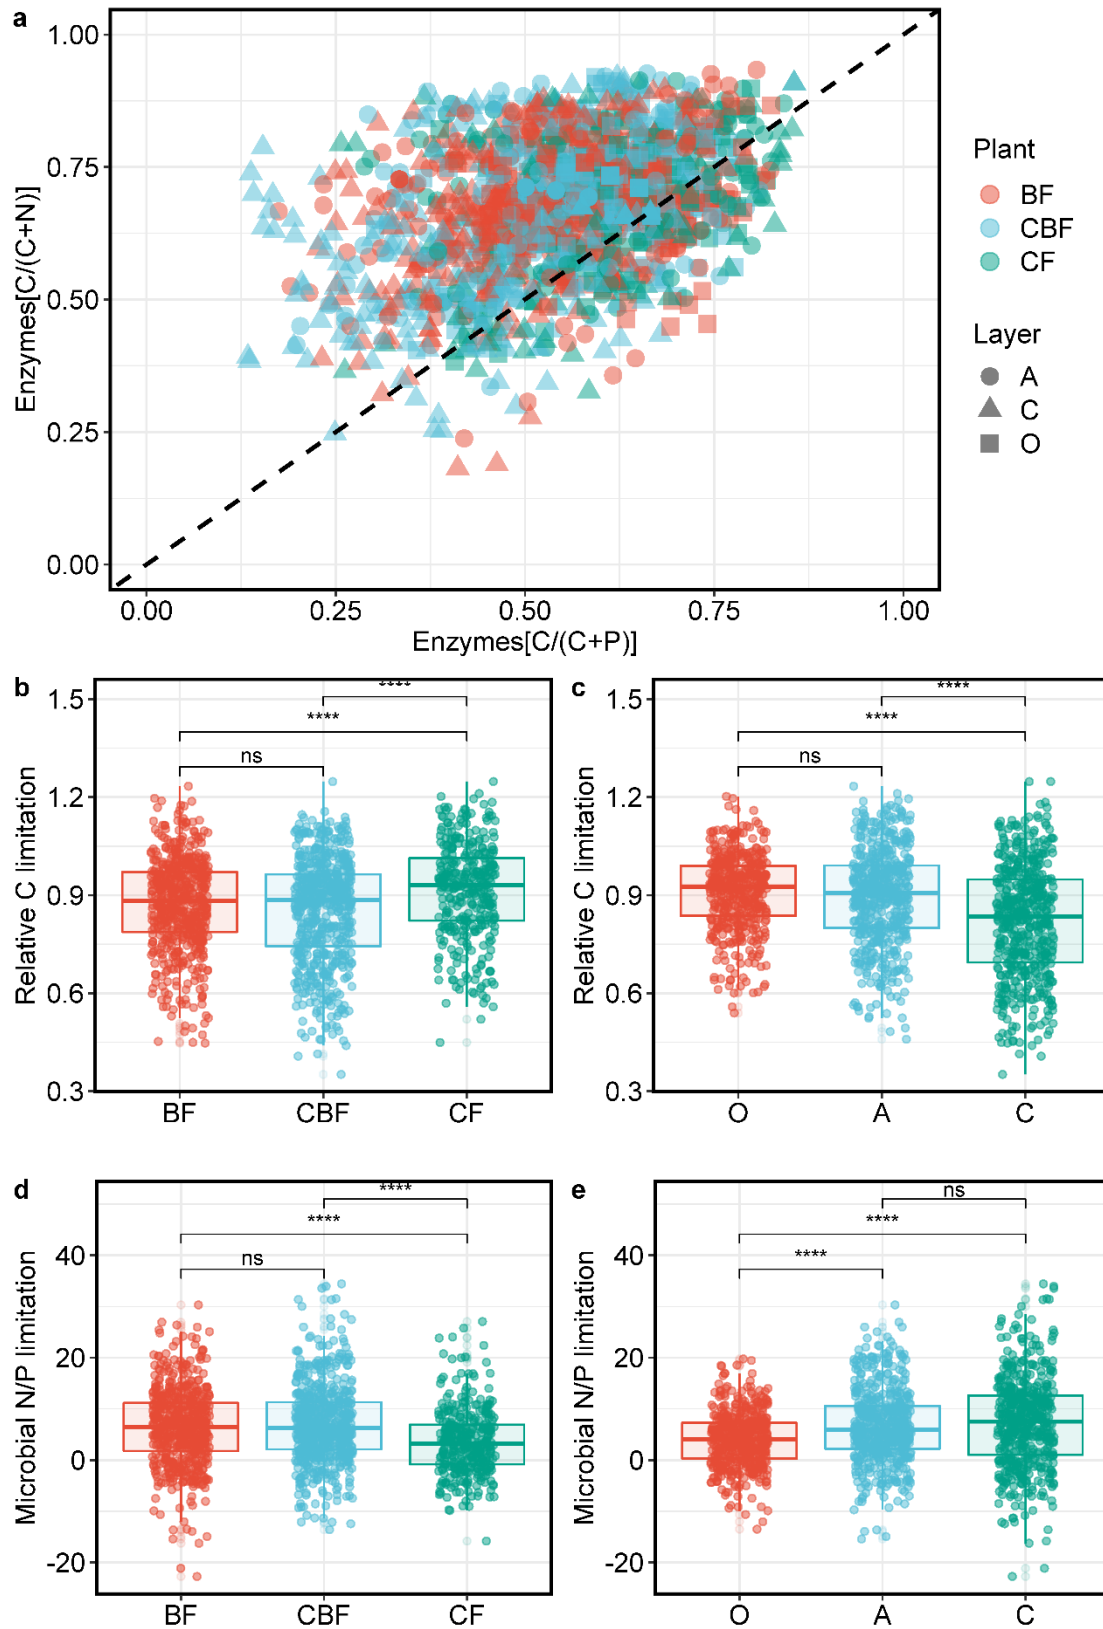 a
1.00
0.75
0.50
0.25
0.00
Enzymes[C/(C+N)]
0.00 0.25 0.50 0.75 1.00
Enzymes[C/(C+P)]
Plant
BF
CBF
CF
Layer
A
C
O
b
1.5
1.2
0.9
0.6
0.3
Relative C limitation
****
****
ns
BF CBF CF
c
1.5
1.2
0.9
0.6
0.3
Relative C limitation
****
****
ns
O A C
d
40
20
0
-20
Microbial N/P limitation
****
****
ns
BF CBF CF
e
40
20
0
-20
Microbial N/P limitation
ns
****
****
O A C